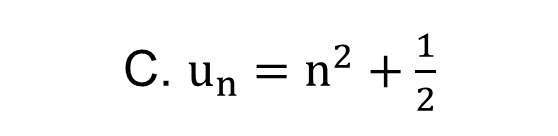 C. uₙ = n² + 1/2